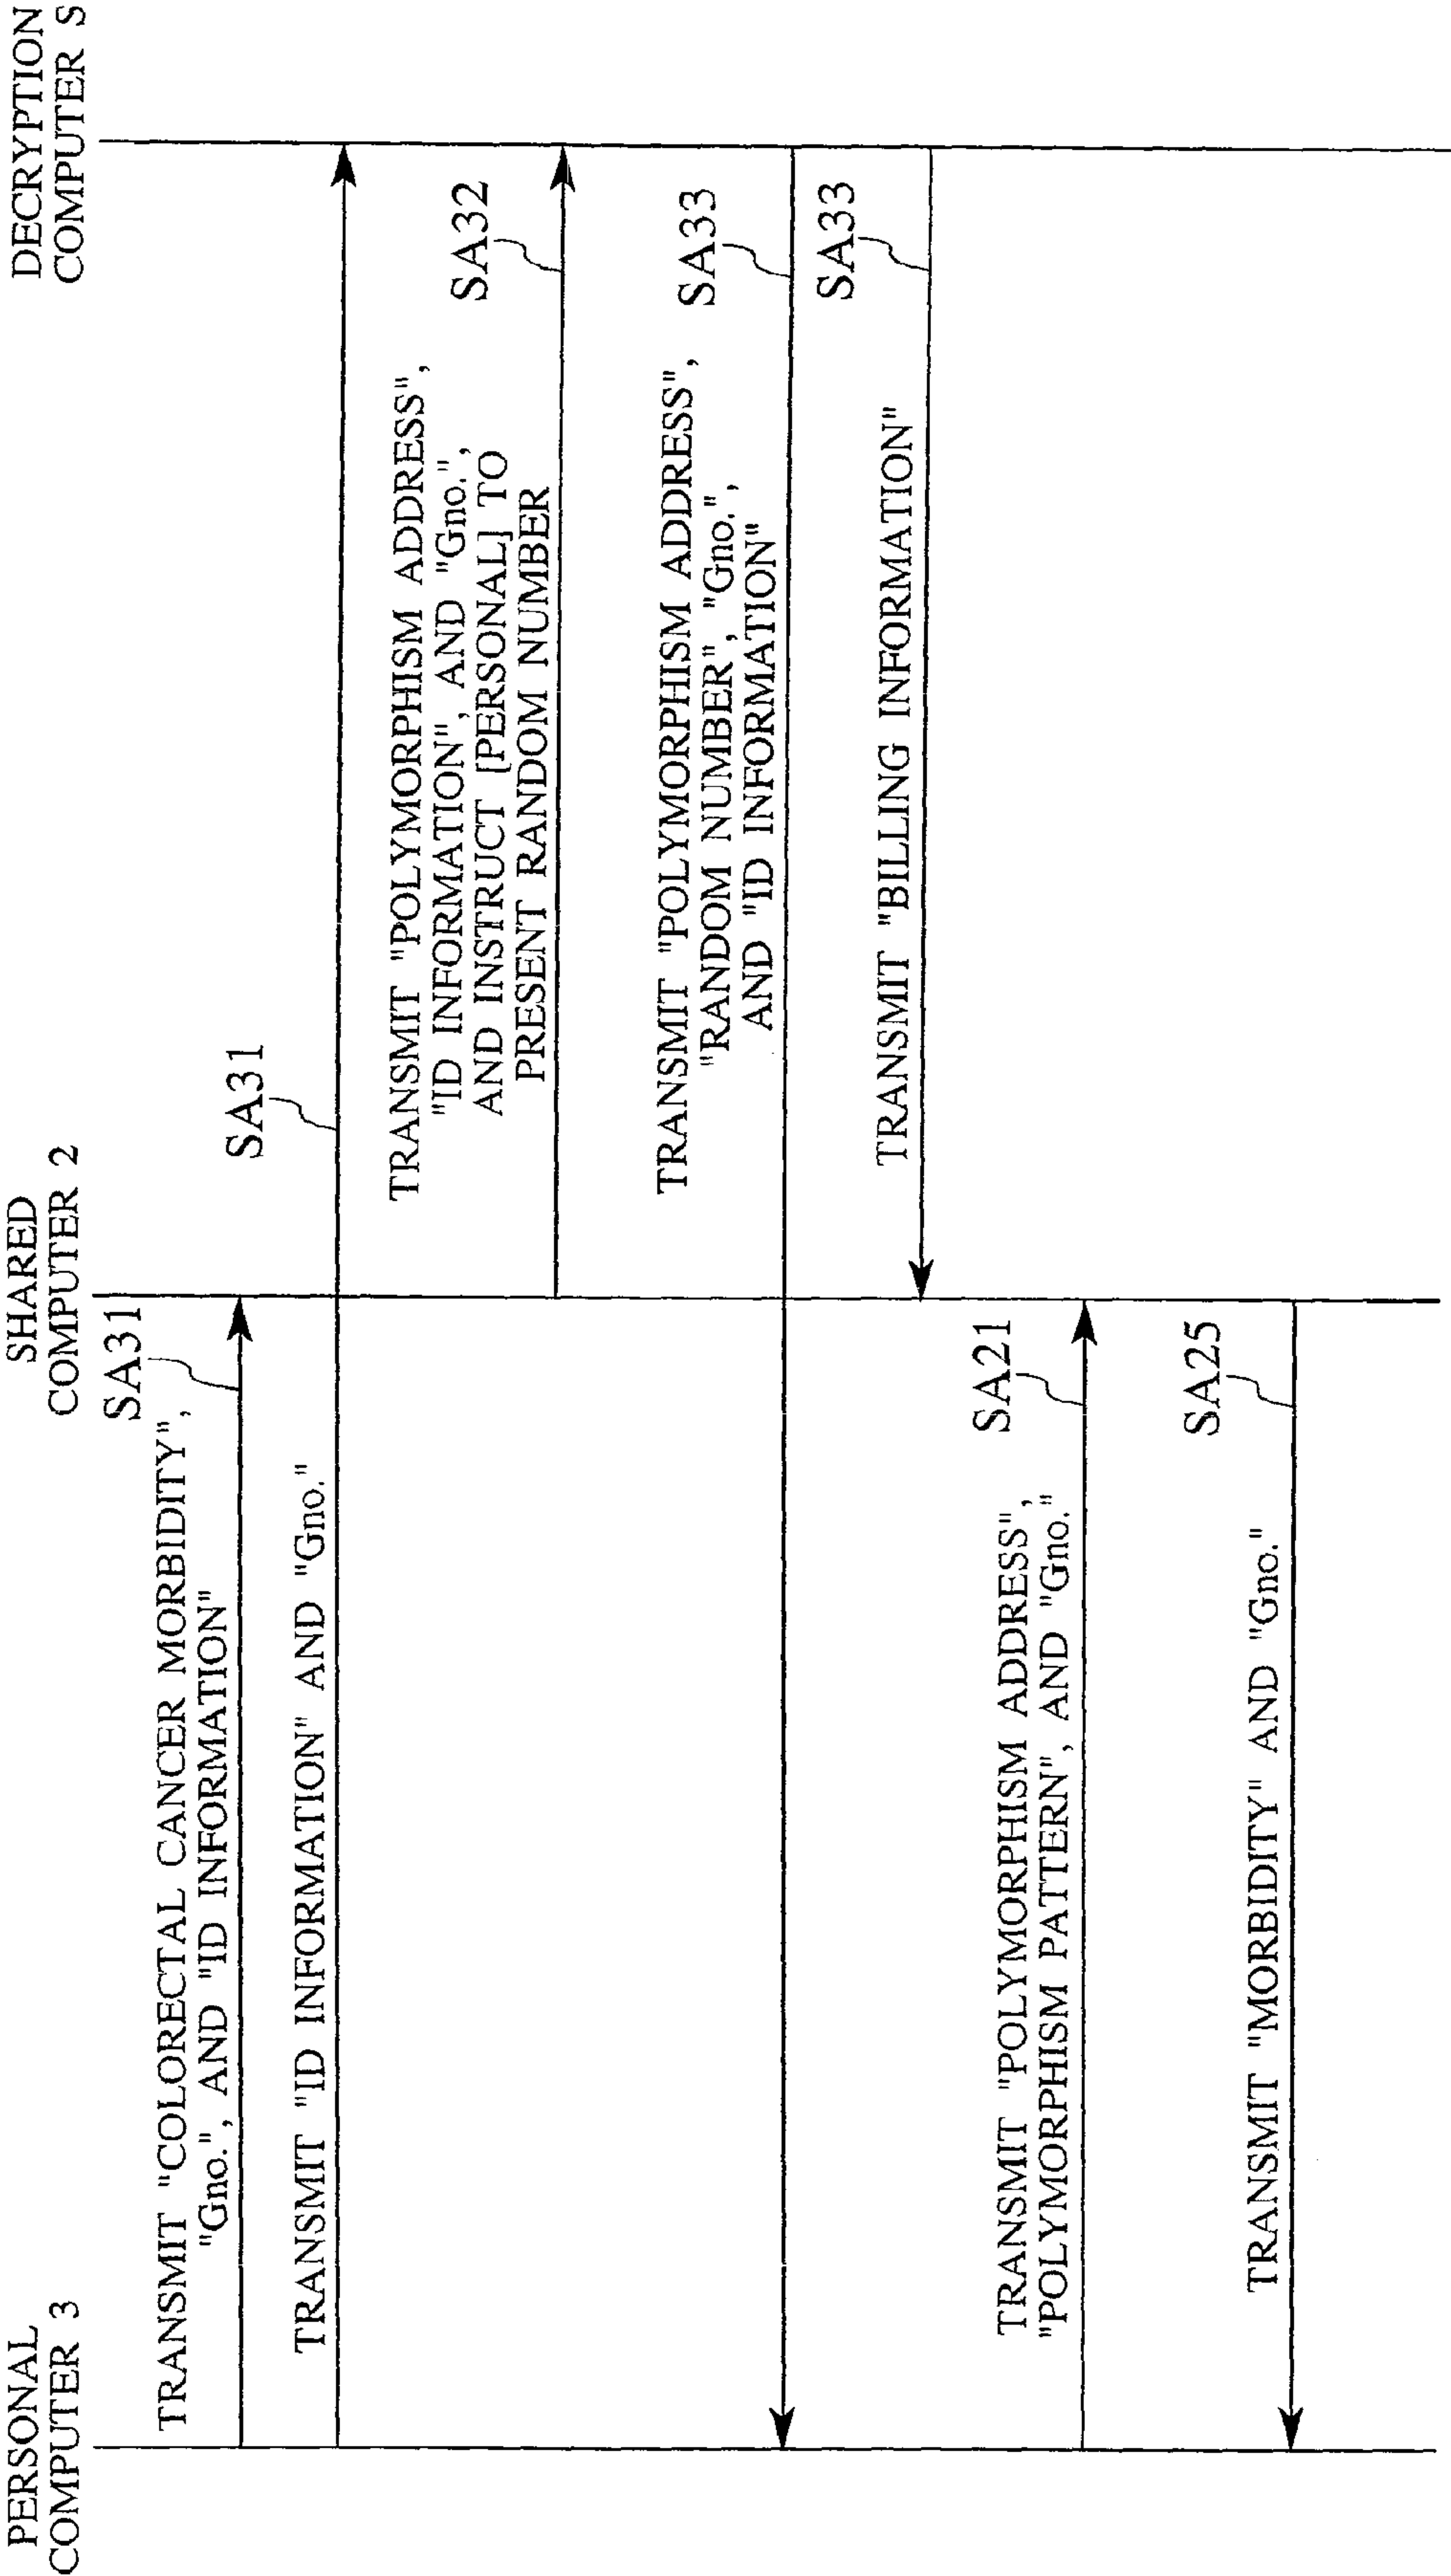 PERSONAL
COMPUTER 3
SHARED
COMPUTER 2
DECRYPTION
COMPUTER S
TRANSMIT "COLORECTAL CANCER MORBIDITY",
"Gno.", AND "ID INFORMATION"
SA31
TRANSMIT "ID INFORMATION" AND "Gno."
SA31
TRANSMIT "POLYMORPHISM ADDRESS",
"ID INFORMATION", AND "Gno.",
AND INSTRUCT [PERSONAL] TO
PRESENT RANDOM NUMBER
SA32
TRANSMIT "POLYMORPHISM ADDRESS",
"RANDOM NUMBER", "Gno.",
AND "ID INFORMATION"
SA33
TRANSMIT "BILLING INFORMATION"
SA33
TRANSMIT "POLYMORPHISM ADDRESS",
"POLYMORPHISM PATTERN", AND "Gno."
SA21
TRANSMIT "MORBIDITY" AND "Gno."
SA25